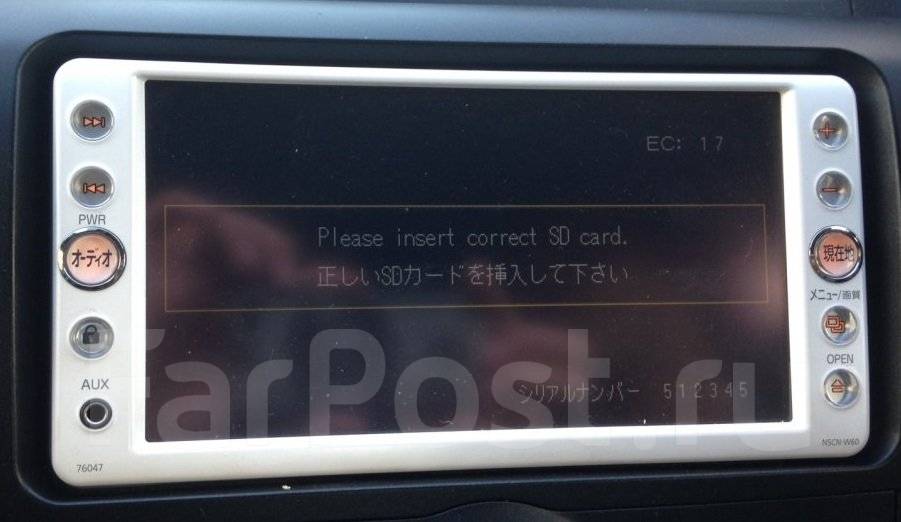 EC: 17
Please insert correct SD card.
正しいSDカードを挿入して下さい
シリアルナンバー 512345
PWR
オーディオ
AUX
76047
+
-
現在地
メニュー/画質
OPEN
NSCN-W60
FarPost.ru